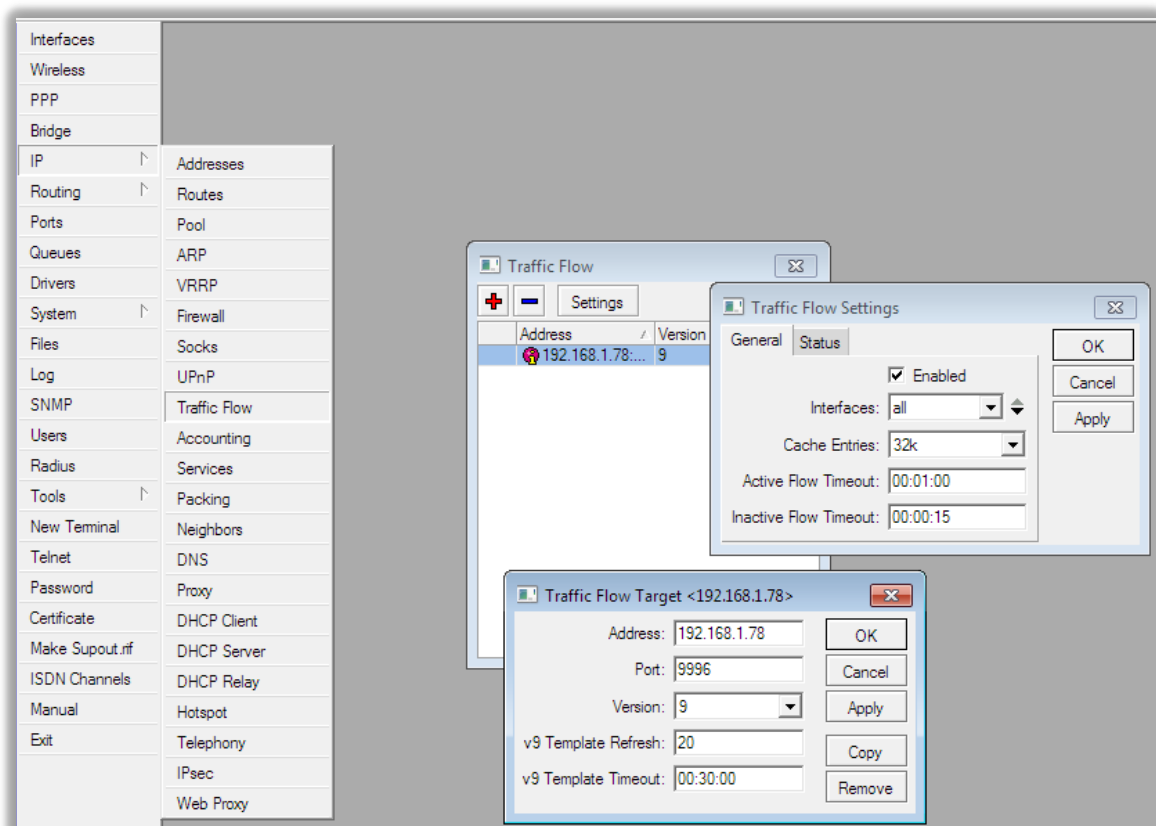 Interfaces
Wireless
PPP
Bridge
IP
Routing
Ports
Queues
Drivers
System
Files
Log
SNMP
Users
Radius
Tools
New Terminal
Telnet
Password
Certificate
Make Supout.rif
ISDN Channels
Manual
Exit
Addresses
Routes
Pool
ARP
VRRP
Firewall
Socks
UPnP
Traffic Flow
Accounting
Services
Packing
Neighbors
DNS
Proxy
DHCP Client
DHCP Server
DHCP Relay
Hotspot
Telephony
IPsec
Web Proxy
Traffic Flow
Settings
Address Version
192.168.1.78:... 9
Traffic Flow Settings
General Status
Enabled
Interfaces: all
Cache Entries: 32k
Active Flow Timeout: 00:01:00
Inactive Flow Timeout: 00:00:15
OK
Cancel
Apply
Traffic Flow Target <192.168.1.78>
Address: 192.168.1.78
Port: 9996
Version: 9
v9 Template Refresh: 20
v9 Template Timeout: 00:30:00
OK
Cancel
Apply
Copy
Remove